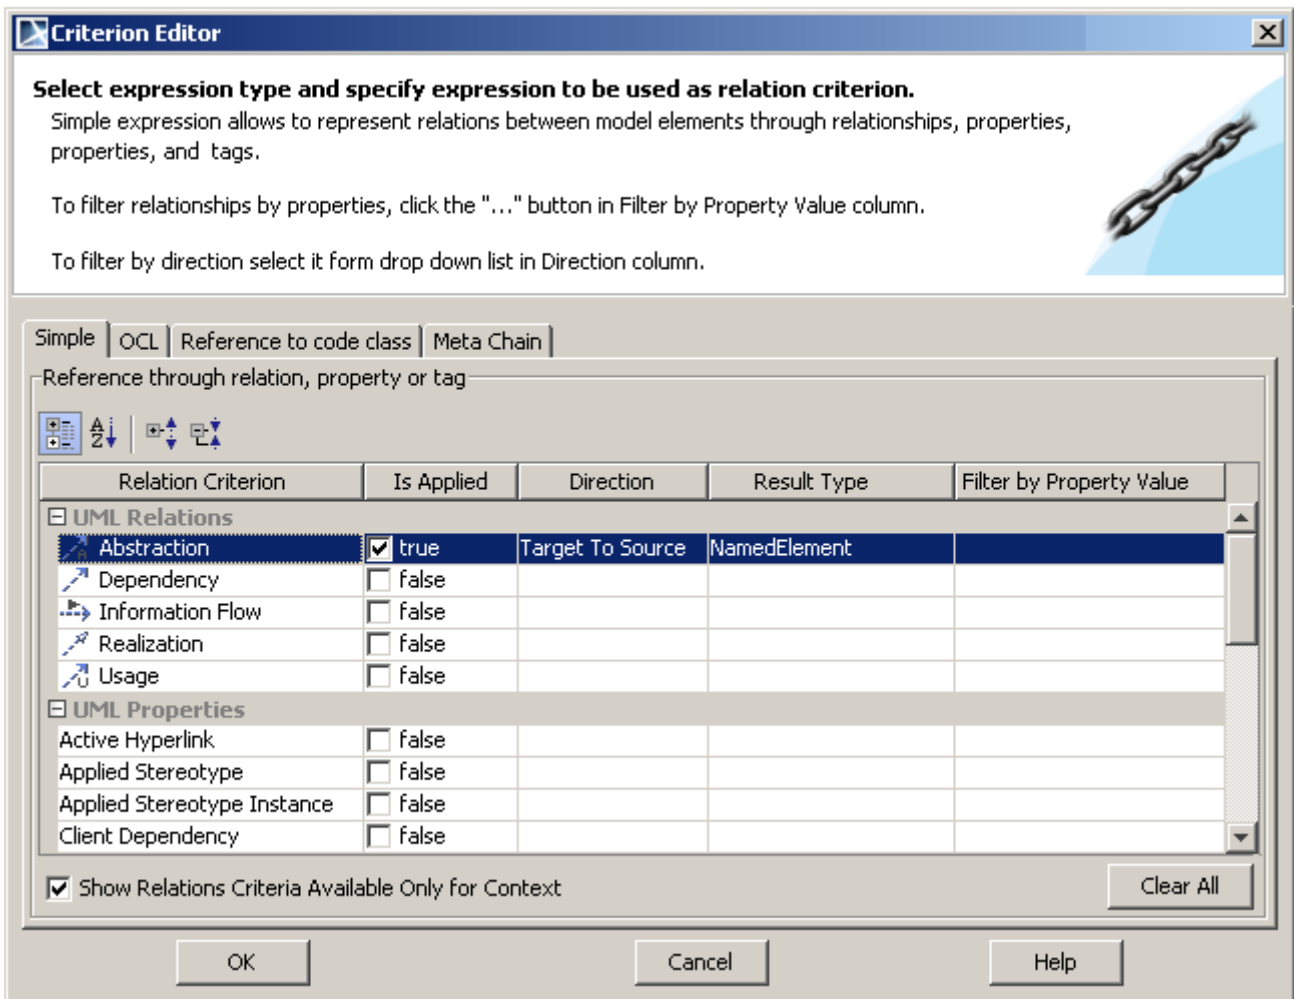 Criterion Editor
Select expression type and specify expression to be used as relation criterion.
Simple expression allows to represent relations between model elements through relationships, properties,
properties, and tags.
To filter relationships by properties, click the "..." button in Filter by Property Value column.
To filter by direction select it form drop down list in Direction column.
Simple OCL Reference to code class Meta Chain
Reference through relation, property or tag
Relation Criterion Is Applied Direction Result Type Filter by Property Value
UML Relations
Abstraction true Target To Source NamedElement
Dependency false
Information Flow false
Realization false
Usage false
UML Properties
Active Hyperlink false
Applied Stereotype false
Applied Stereotype Instance false
Client Dependency false
Show Relations Criteria Available Only for Context Clear All
OK Cancel Help